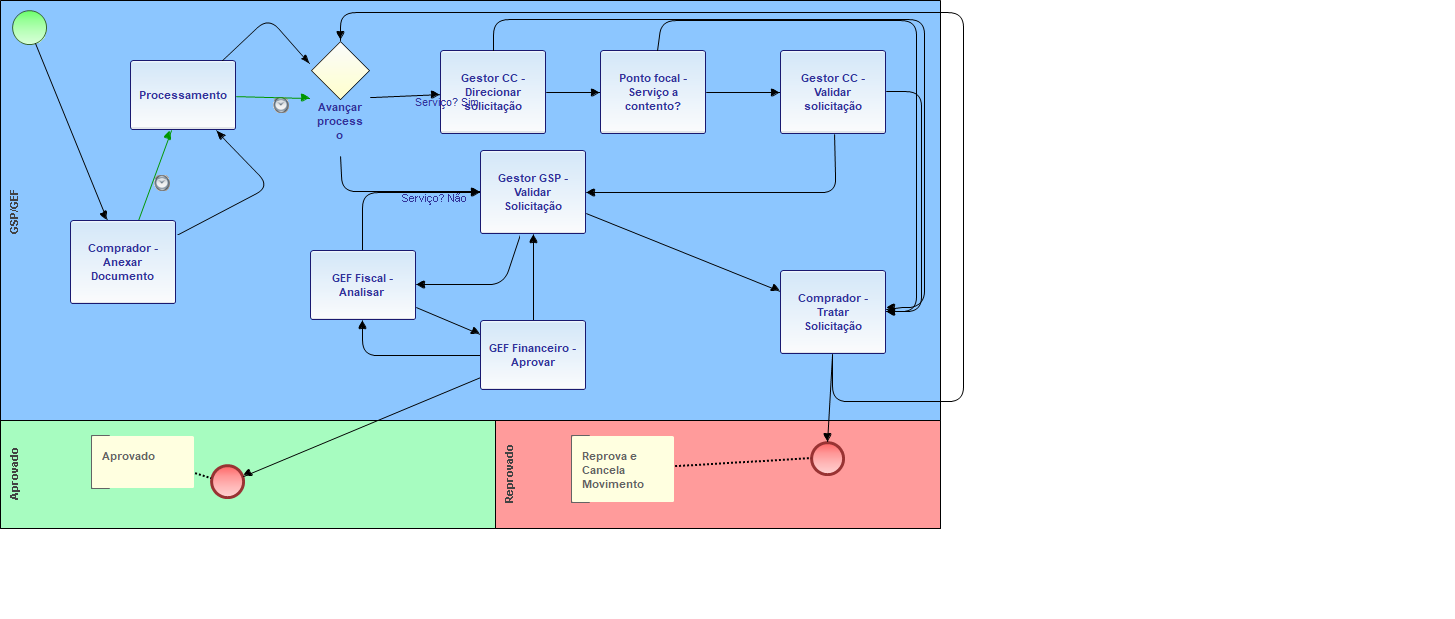 GSP/GEF
Processamento
Avançar
process
o
Serviço? Sim
Gestor CC -
Direcionar
solicitação
Ponto focal -
Serviço a
contento?
Gestor CC -
Validar
solicitação
Serviço? Não
Gestor GSP -
Validar
Solicitação
Comprador -
Anexar
Documento
GEF Fiscal -
Analisar
GEF Financeiro -
Aprovar
Comprador -
Tratar
Solicitação
Aprovado
Aprovado
Reprovado
Reprova e
Cancela
Movimento